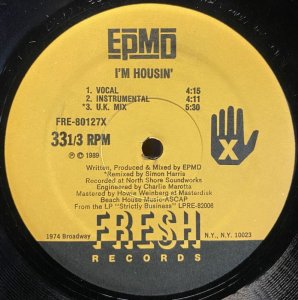 EPMD
I'M HOUSIN'
1. VOCAL 4:15
2. INSTRUMENTAL 4:11
*3. U.K. MIX 5:30
FRE-80127X
33 1/3 RPM
℗ © 1989
X
Written, Produced & Mixed by EPMD
*Remixed by Simon Harris
Recorded at North Shore Soundworks
Engineered by Charlie Marotta
Mastered by Howie Weinberg at Masterdisk
Beach House Music-ASCAP
From the LP "Strictly Business" LPRE-82006
1974 Broadway FRESH N.Y., N.Y. 10023
RECORDS